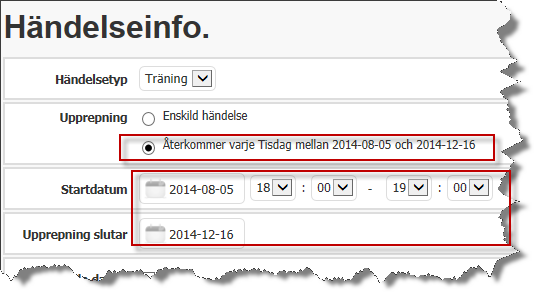 Händelseinfo.
Händelsetyp Träning
Upprepning Enskild händelse
Återkommer varje Tisdag mellan 2014-08-05 och 2014-12-16
Startdatum 2014-08-05 18 : 00 - 19 : 00
Upprepning slutar 2014-12-16